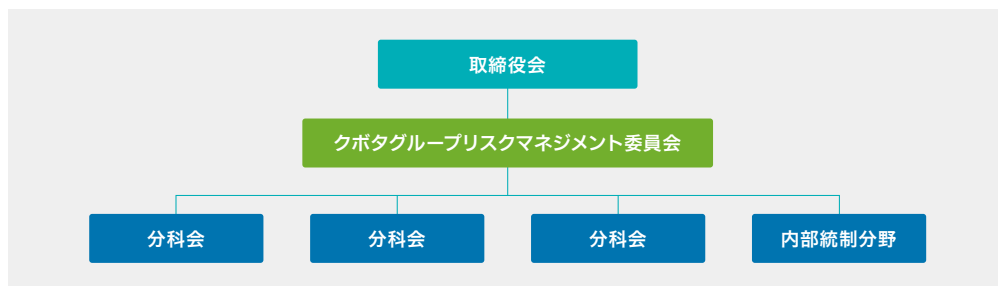 取締役会
クボタグループリスクマネジメント委員会
分科会
分科会
分科会
内部統制分野